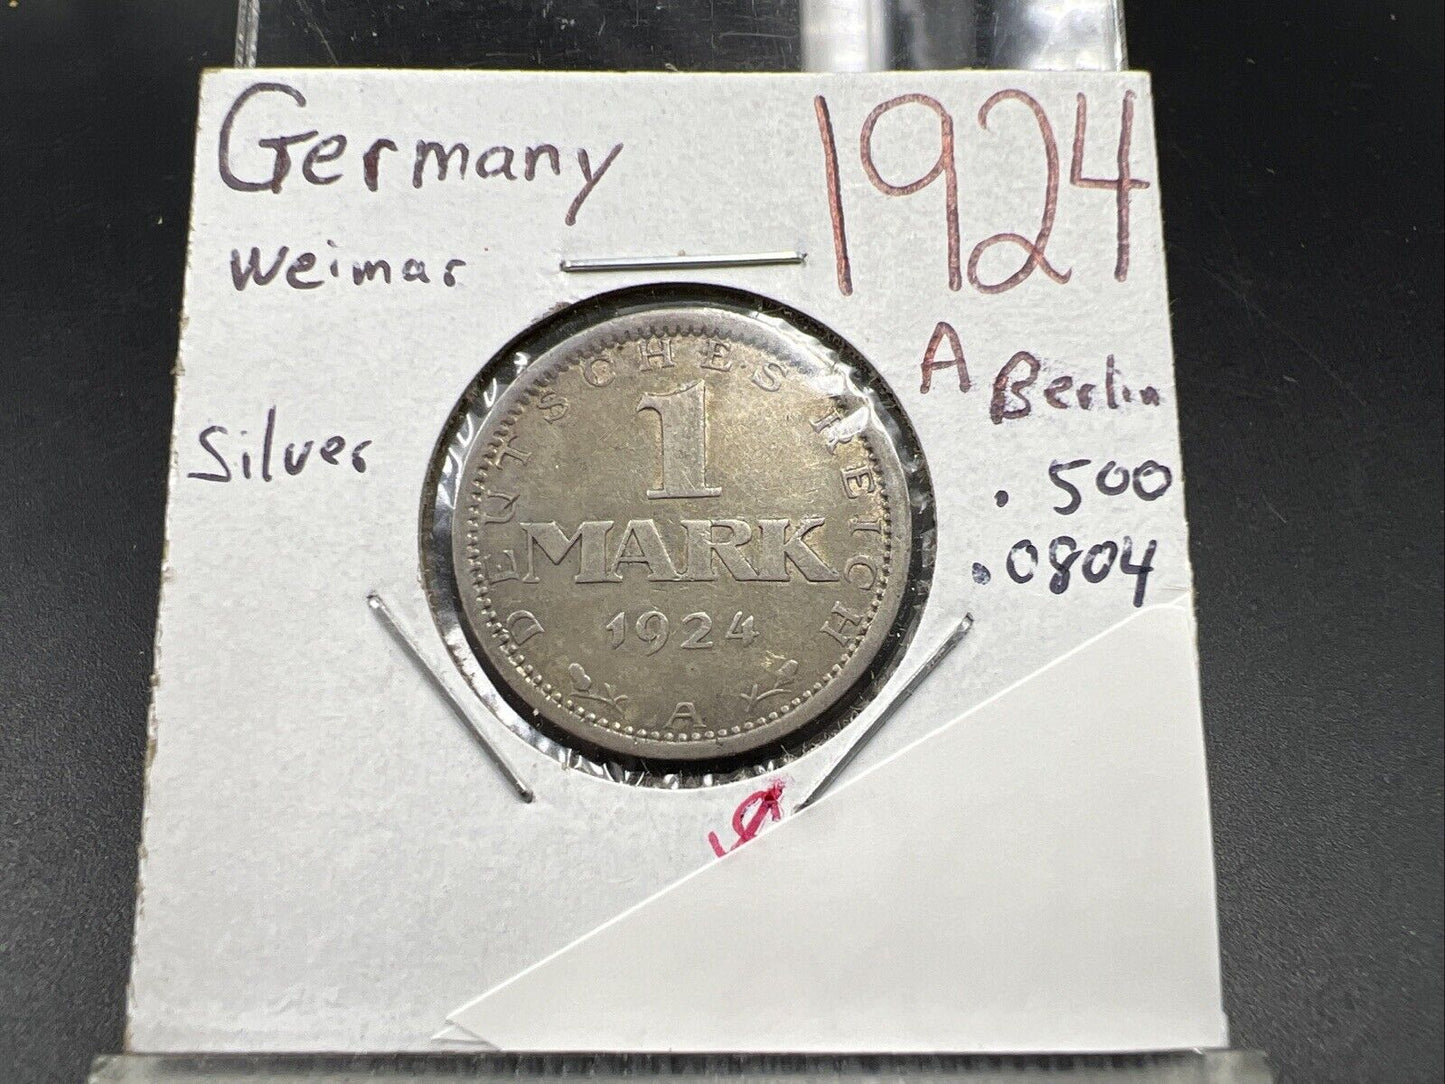 Germany
1924
Weimar
A Berlin
Silver
.500
.0804
DEUTSCHES REICH
1
MARK
1924
A